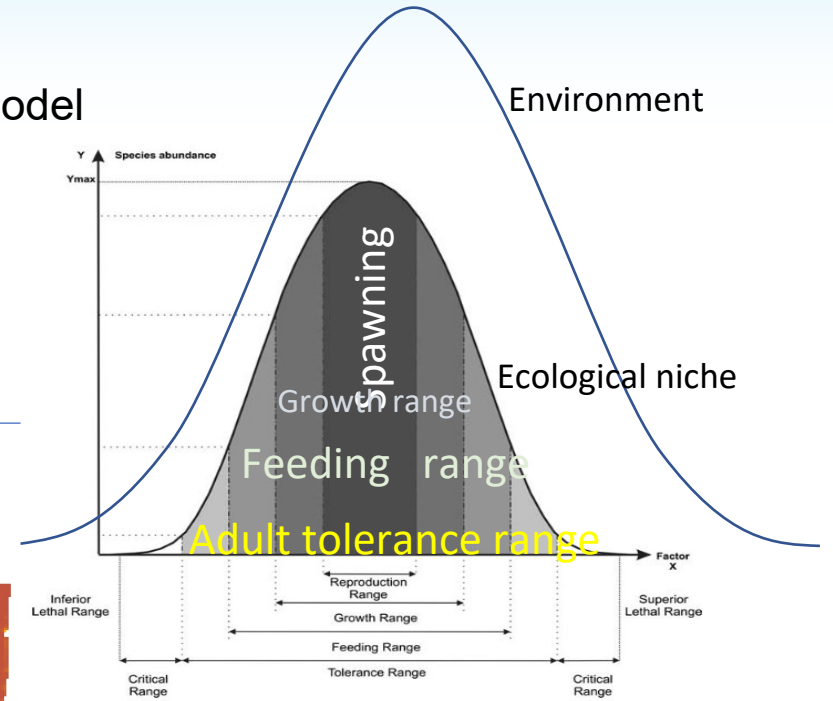 odel
Environment
Y
Species abundance
Ymax
Spawning
Ecological niche
Growth range
Feeding range
Adult tolerance range
Factor
X
Reproduction
Range
Inferior
Lethal Range
Superior
Lethal Range
Growth Range
Feeding Range
Tolerance Range
Critical
Range
Critical
Range